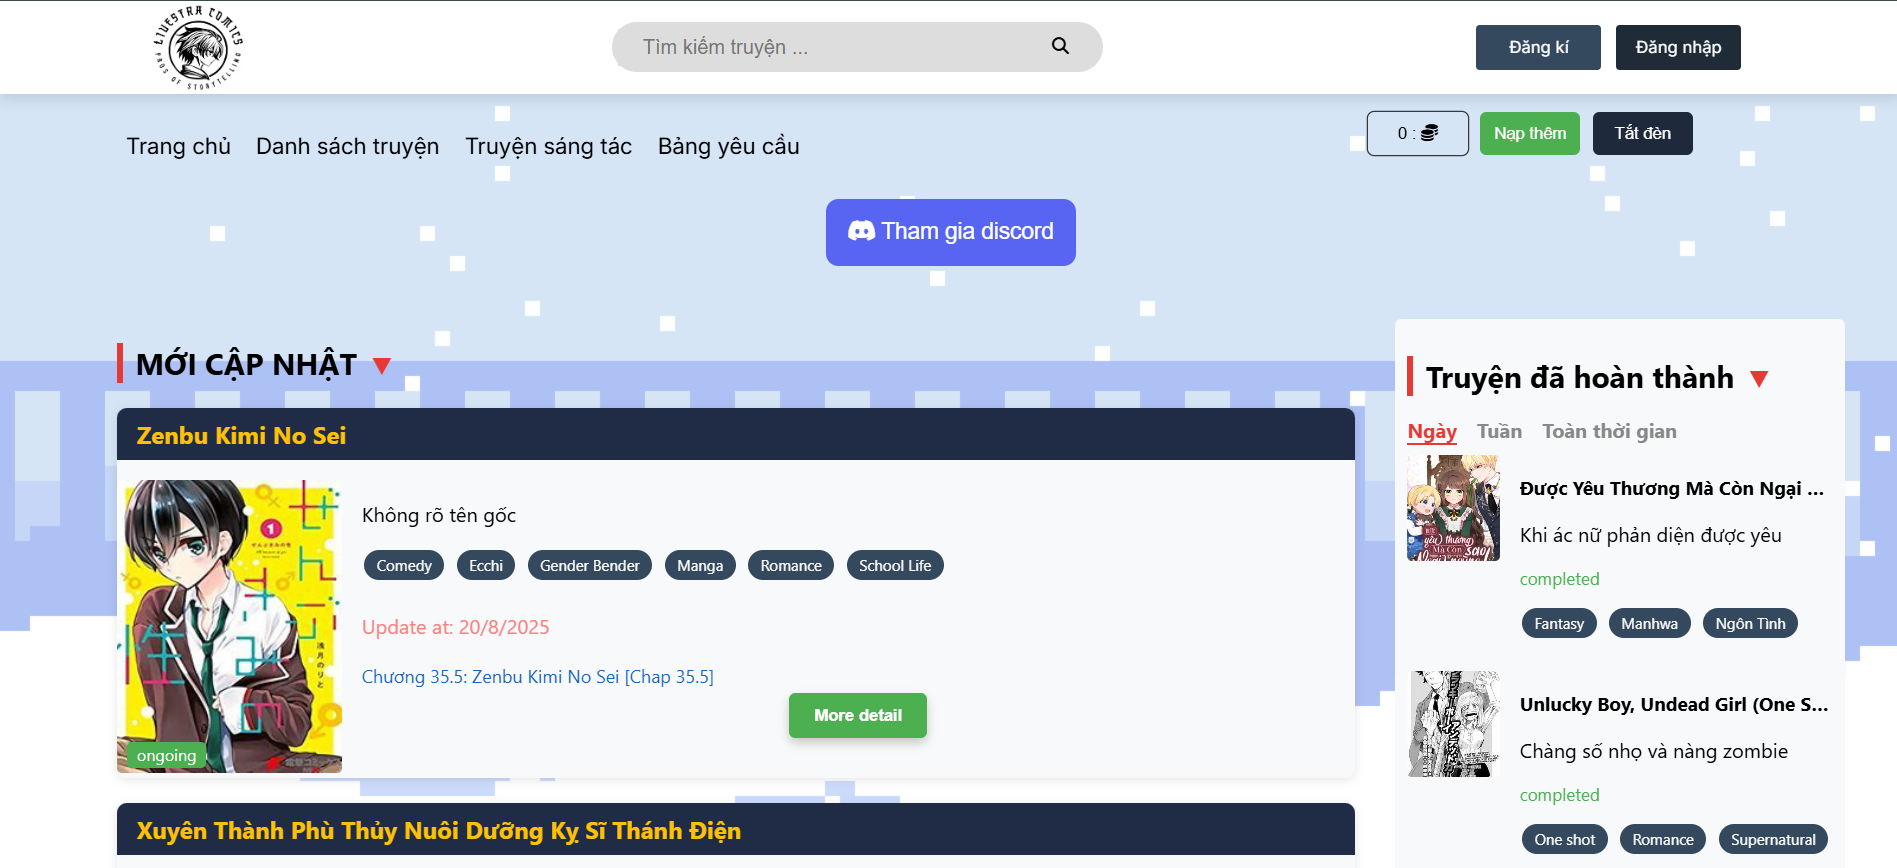 LIVESTRA COMICS
PROS OF STORYTELLING
Tìm kiếm truyện ...
Đăng kí
Đăng nhập
Trang chủ
Danh sách truyện
Truyện sáng tác
Bảng yêu cầu
0 :
Nạp thêm
Tắt đèn
Tham gia discord
MỚI CẬP NHẬT
Zenbu Kimi No Sei
1
ongoing
Không rõ tên gốc
Comedy
Ecchi
Gender Bender
Manga
Romance
School Life
Update at: 20/8/2025
Chương 35.5: Zenbu Kimi No Sei [Chap 35.5]
More detail
Xuyên Thành Phù Thủy Nuôi Dưỡng Kỵ Sĩ Thánh Điện
Truyện đã hoàn thành
Ngày
Tuần
Toàn thời gian
Được Yêu Thương Mà Còn Ngại ...
Khi ác nữ phản diện được yêu
completed
Fantasy
Manhwa
Ngôn Tình
Unlucky Boy, Undead Girl (One S...
Chàng số nhọ và nàng zombie
completed
One shot
Romance
Supernatural